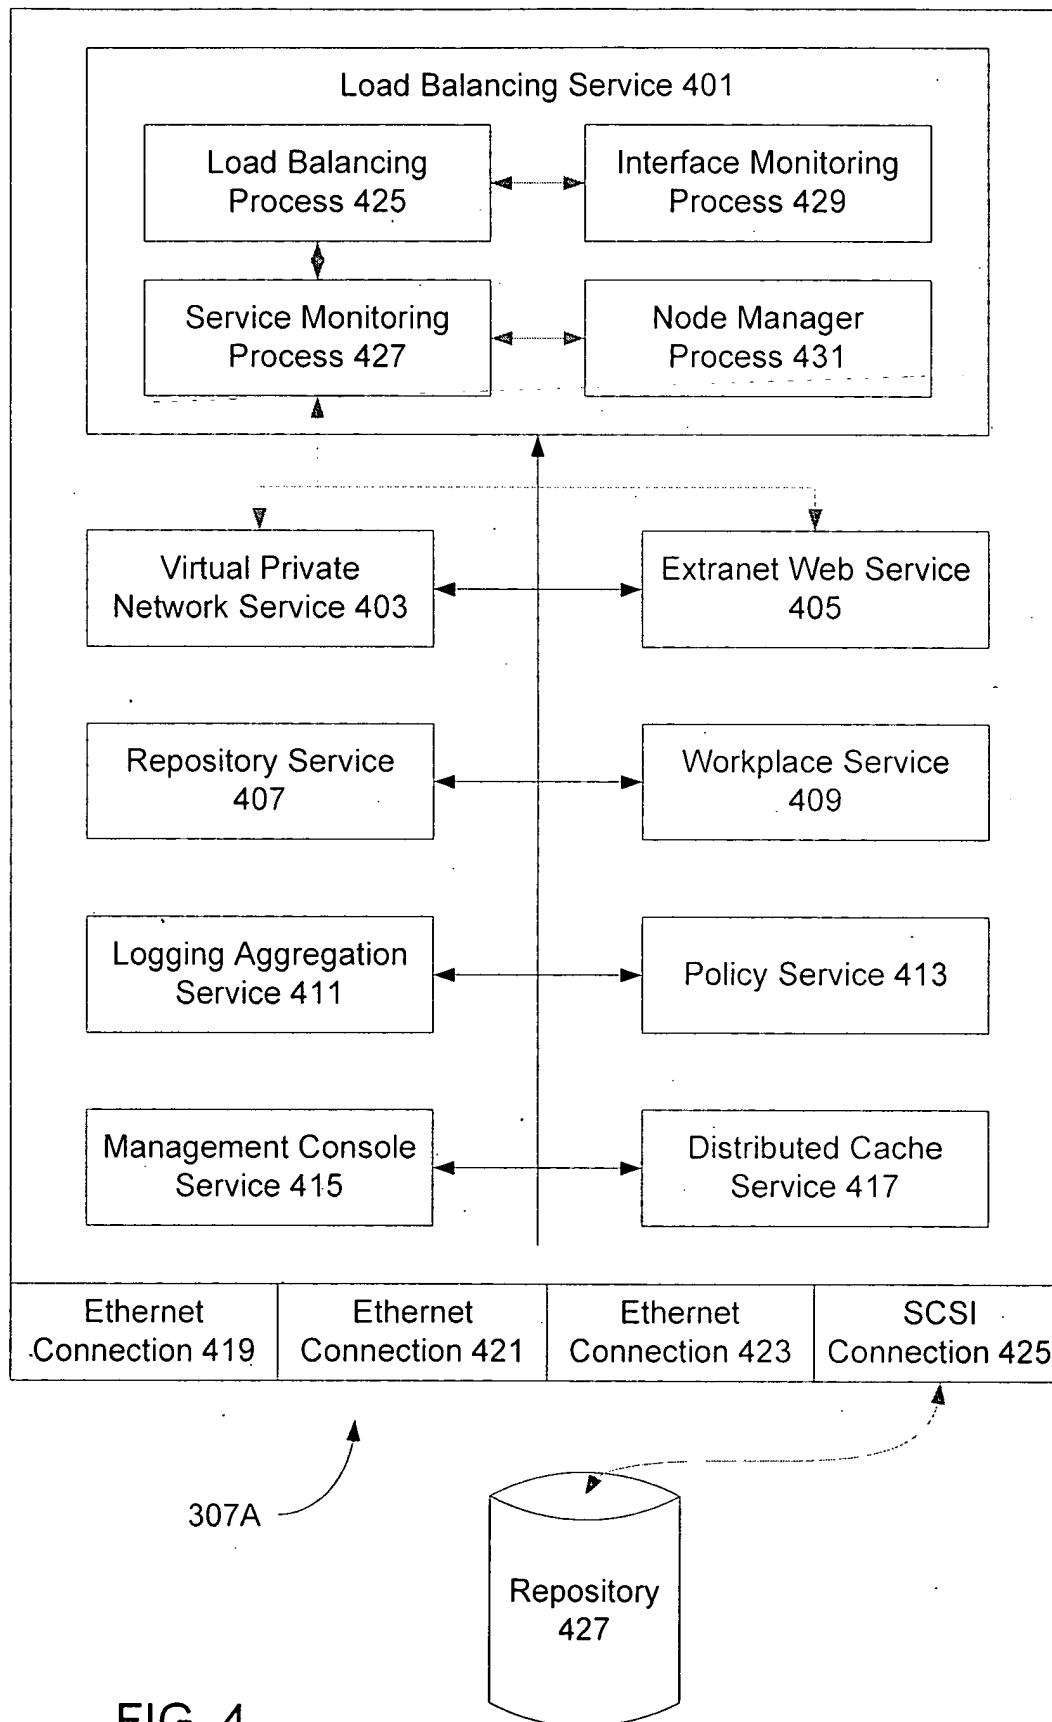 Load Balancing Service 401
Load Balancing
Process 425
Interface Monitoring
Process 429
Service Monitoring
Process 427
Node Manager
Process 431
Virtual Private
Network Service 403
Extranet Web Service
405
Repository Service
407
Workplace Service
409
Logging Aggregation
Service 411
Policy Service 413
Management Console
Service 415
Distributed Cache
Service 417
Ethernet
Connection 419
Ethernet
Connection 421
Ethernet
Connection 423
SCSI
Connection 425
307A
Repository
427
FIG. 4